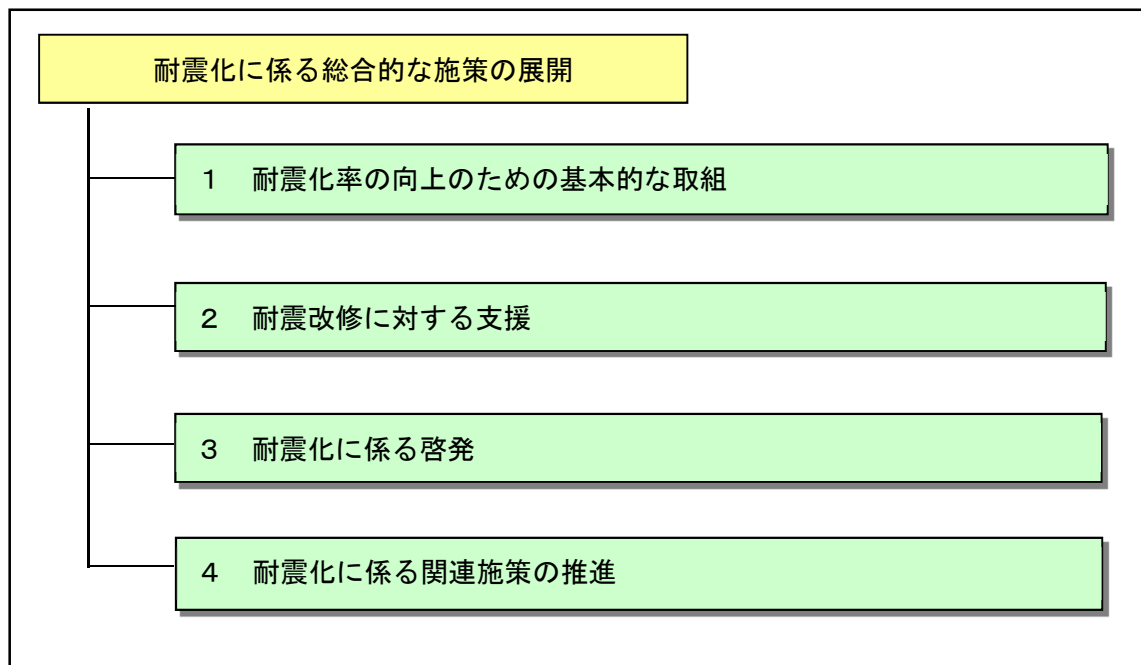 耐震化に係る総合的な施策の展開
１　耐震化率の向上のための基本的な取組
２　耐震改修に対する支援
３　耐震化に係る啓発
４　耐震化に係る関連施策の推進